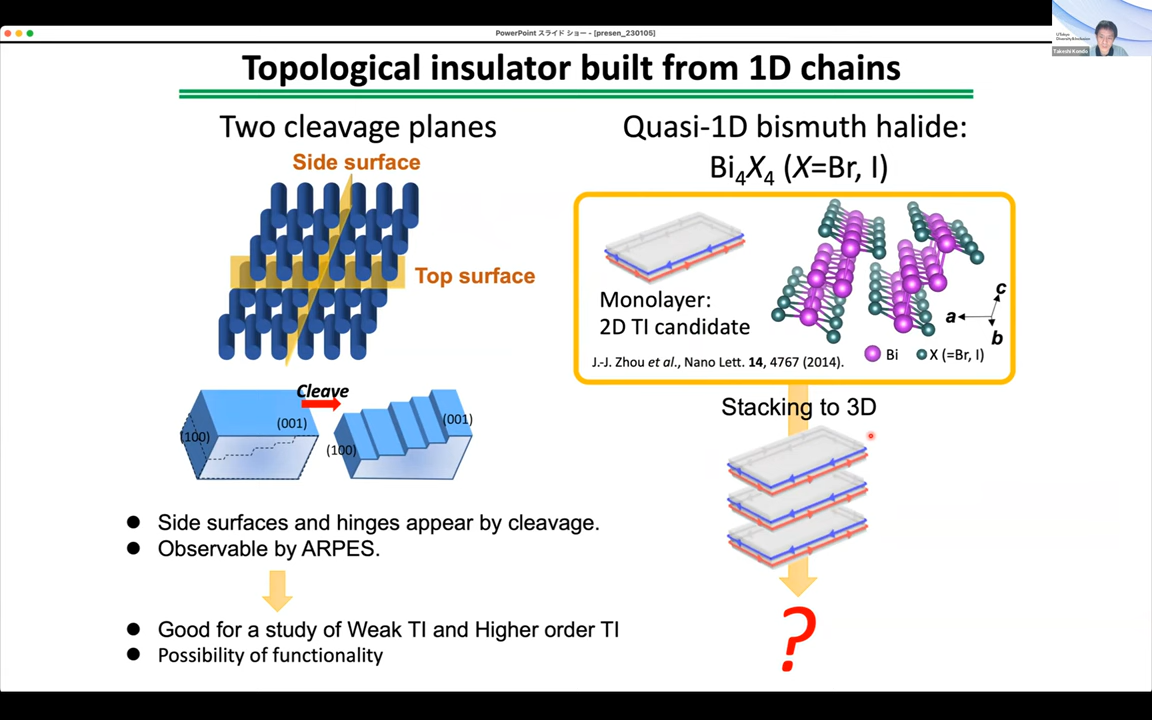 PowerPoint スライド ショー - [presen_230105]
Takeshi Kondo
Topological insulator built from 1D chains
Two cleavage planes
Side surface
Top surface
Cleave
(100)
(001)
(100)
(001)
● Side surfaces and hinges appear by cleavage.
● Observable by ARPES.
● Good for a study of Weak TI and Higher order TI
● Possibility of functionality
Quasi-1D bismuth halide:
Bi₄X₄ (X=Br, I)
Monolayer:
2D TI candidate
c
a
b
Bi
X (=Br, I)
J.-J. Zhou et al., Nano Lett. 14, 4767 (2014).
Stacking to 3D
?